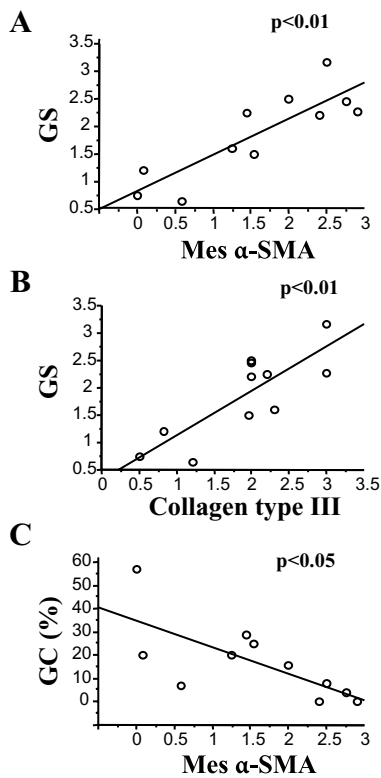 A
p<0.01
3.5
3
2.5
2
1.5
1
0.5
GS
0 0.5 1 1.5 2 2.5 3
Mes α-SMA
B
p<0.01
3.5
3
2.5
2
1.5
1
0.5
GS
0 0.5 1 1.5 2 2.5 3 3.5
Collagen type III
C
p<0.05
60
50
40
30
20
10
0
GC (%)
0 0.5 1 1.5 2 2.5 3
Mes α-SMA